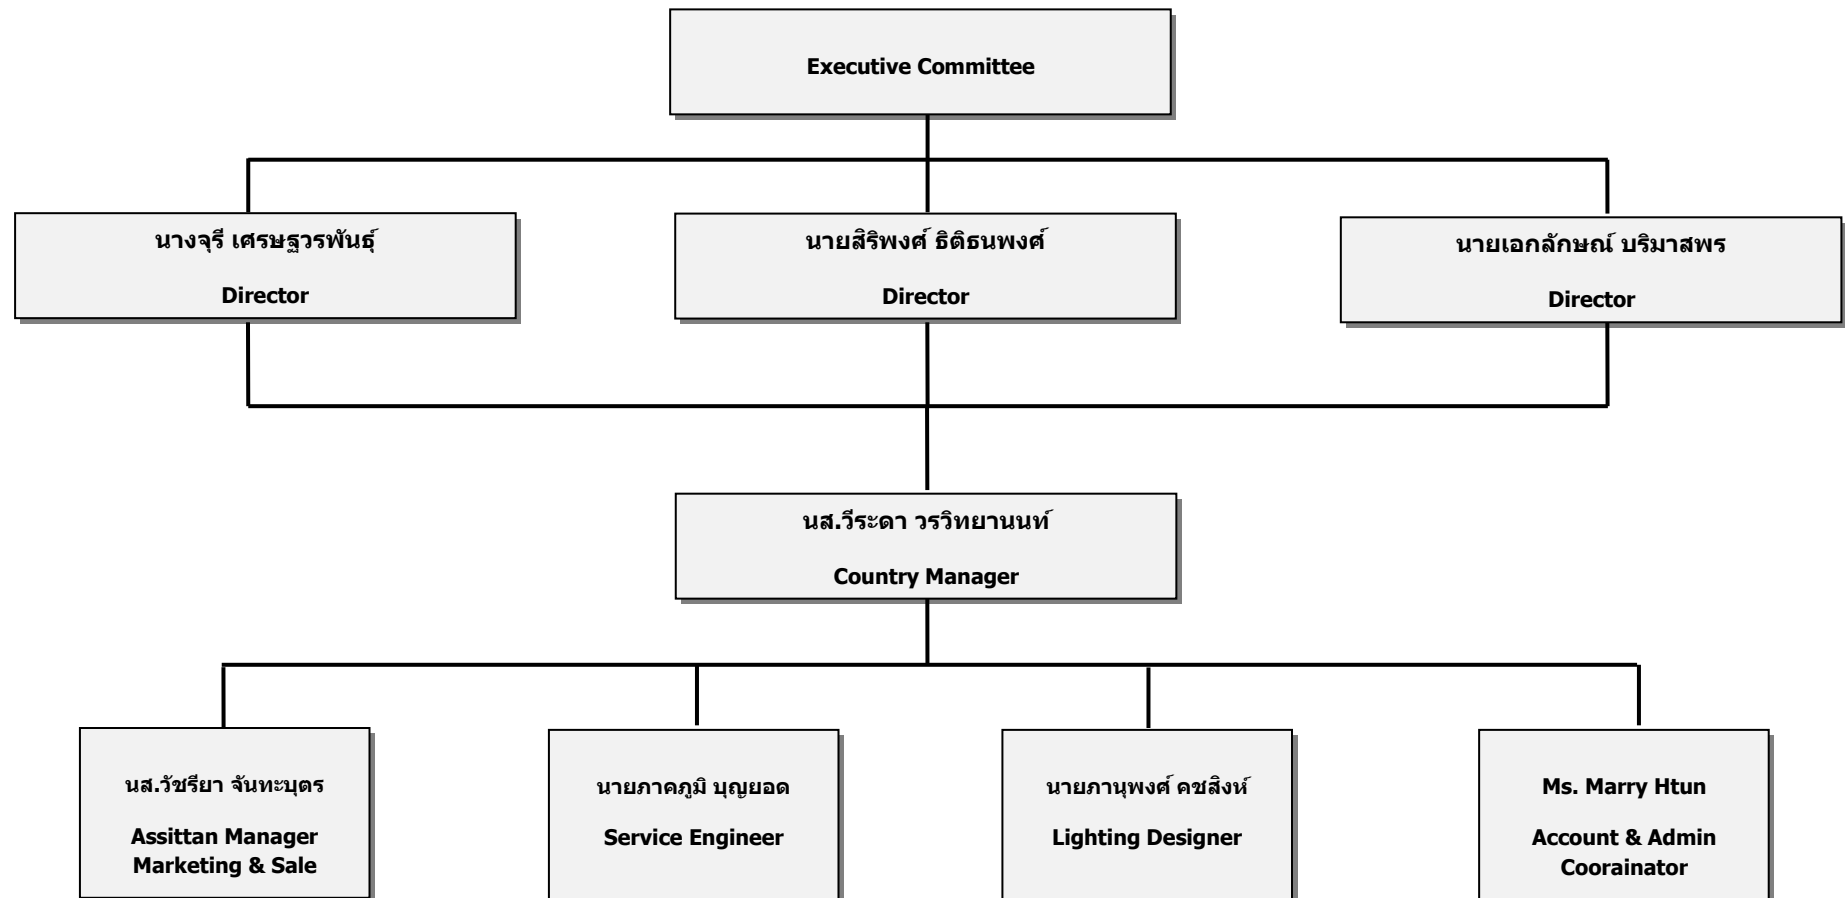 Executive Committee
นางจุรี เศรษฐวรพันธุ์
Director
นายสิริพงศ์ ธิติธนพงศ์
Director
นายเอกลักษณ์ บริมาสพร
Director
นส.วีระดา วรวิทยานนท์
Country Manager
นส.วัชรียา จันทะบุตร
Assittan Manager
Marketing & Sale
นายภาคภูมิ บุญยอด
Service Engineer
นายภานุพงศ์ คชสิงห์
Lighting Designer
Ms. Marry Htun
Account & Admin
Coorainator